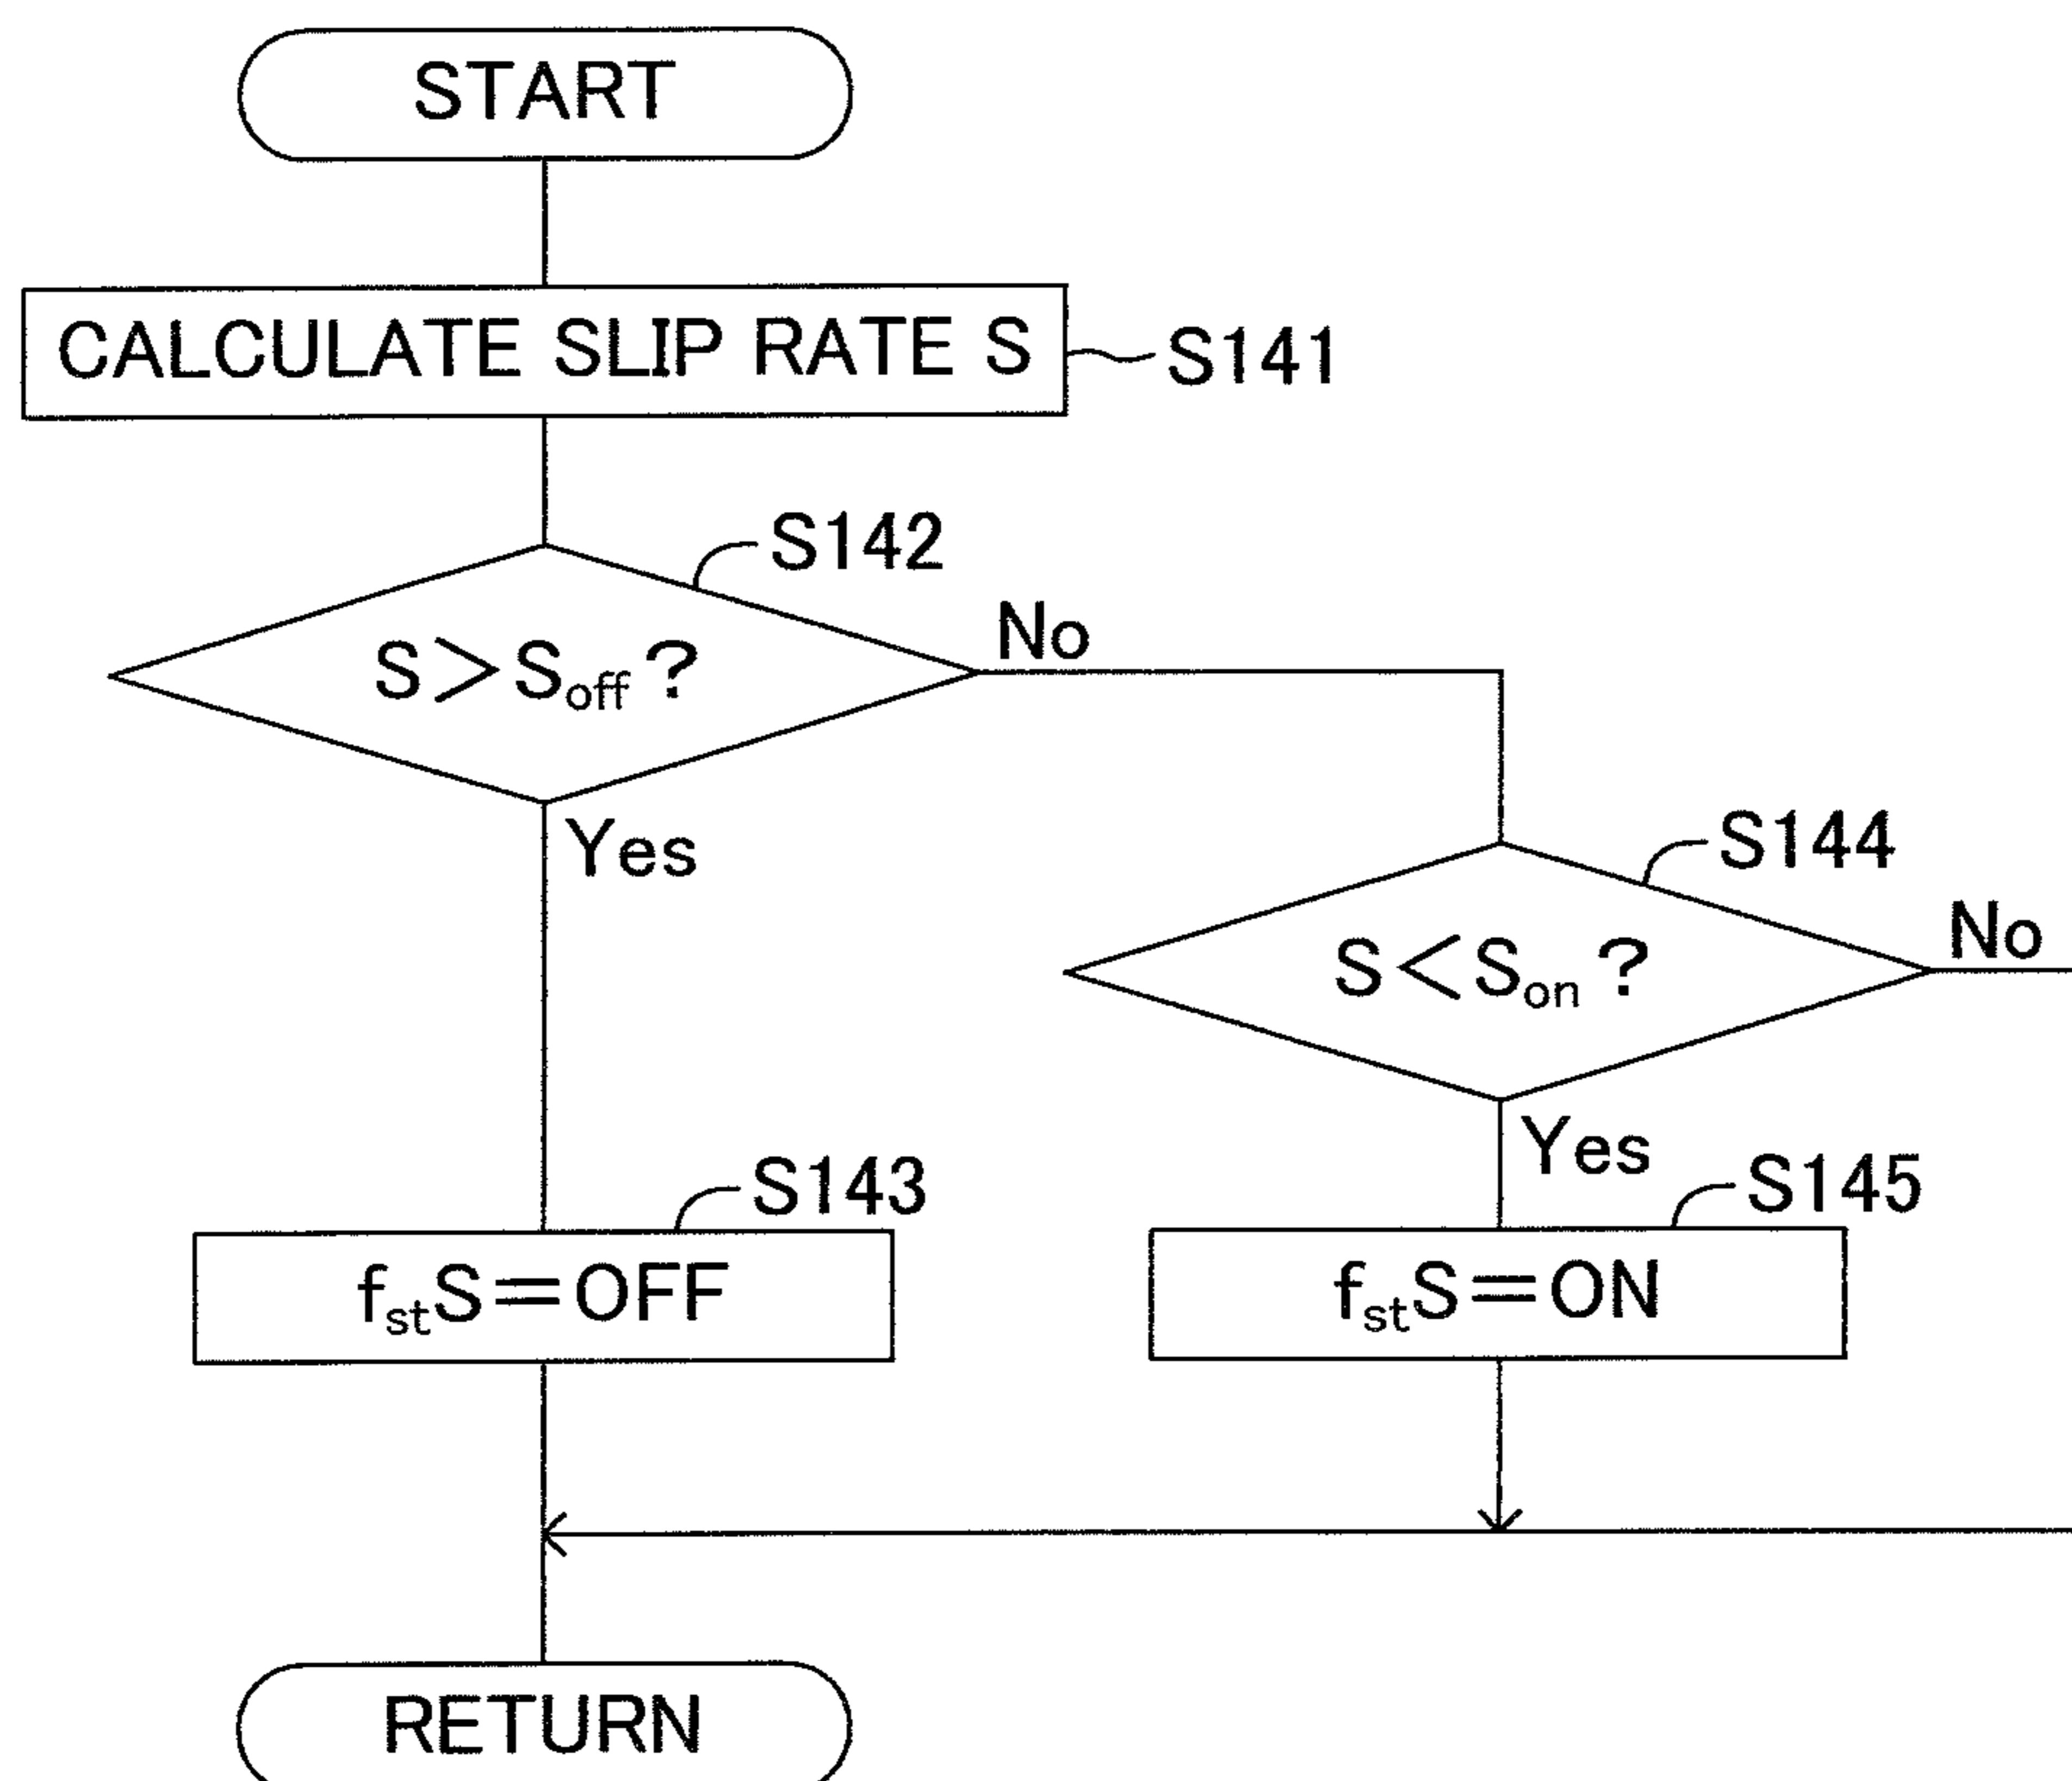 START
CALCULATE SLIP RATE S
S141
S142
S>Soff?
No
Yes
S144
S<Son?
No
Yes
S143
fstS=OFF
S145
fstS=ON
RETURN